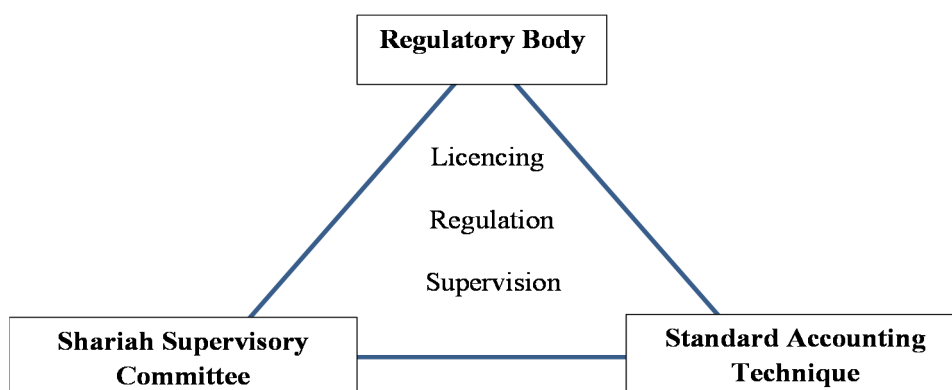 Regulatory Body
Licencing
Regulation
Supervision
Shariah Supervisory
Committee
Standard Accounting
Technique